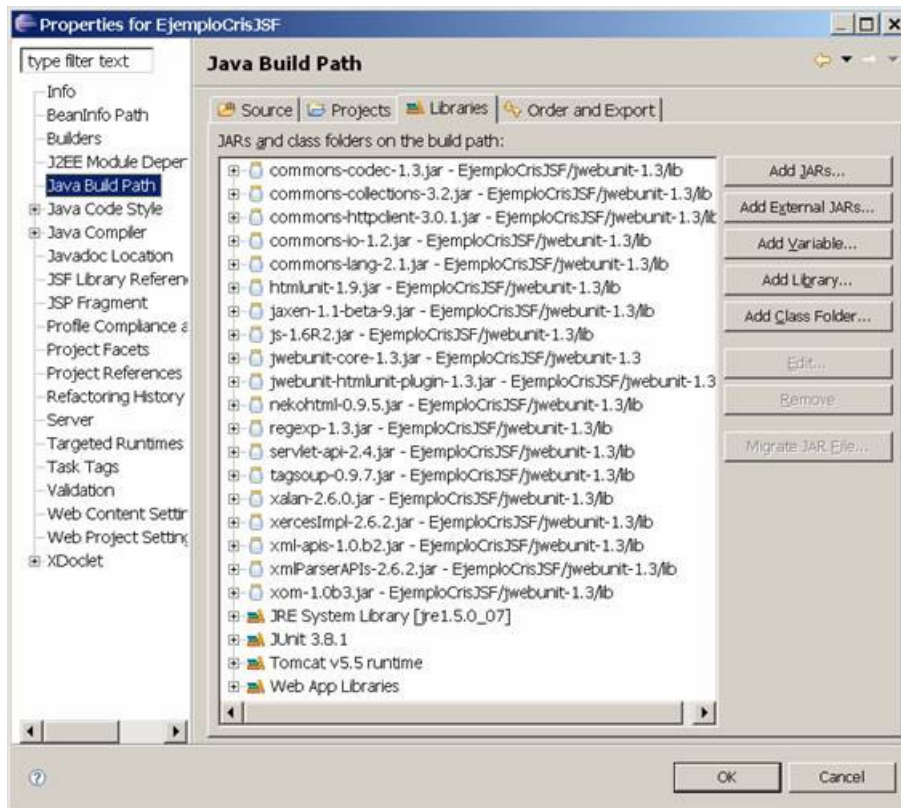 Properties for EjemploCrisJSF
type filter text
Info
BeanInfo Path
Builders
J2EE Module Deper
Java Build Path
Java Code Style
Java Compiler
Javadoc Location
JSF Library Referen
JSP Fragment
Profile Compliance a
Project Facets
Project References
Refactoring History
Server
Targeted Runtimes
Task Tags
Validation
Web Content Settir
Web Project Setting
XDoclet
Java Build Path
Source Projects Libraries Order and Export
JARs and class folders on the build path:
commons-codec-1.3.jar - EjemploCrisJSF/jwebunit-1.3/lib
commons-collections-3.2.jar - EjemploCrisJSF/jwebunit-1.3/lib
commons-httpclient-3.0.1.jar - EjemploCrisJSF/jwebunit-1.3/lit
commons-io-1.2.jar - EjemploCrisJSF/jwebunit-1.3/lib
commons-lang-2.1.jar - EjemploCrisJSF/jwebunit-1.3/lib
htmlunit-1.9.jar - EjemploCrisJSF/jwebunit-1.3/lib
jaxen-1.1-beta-9.jar - EjemploCrisJSF/jwebunit-1.3/lib
js-1.6R2.jar - EjemploCrisJSF/jwebunit-1.3/lib
jwebunit-core-1.3.jar - EjemploCrisJSF/jwebunit-1.3
jwebunit-htmlunit-plugin-1.3.jar - EjemploCrisJSF/jwebunit-1.3
nekohtml-0.9.5.jar - EjemploCrisJSF/jwebunit-1.3/lib
regexp-1.3.jar - EjemploCrisJSF/jwebunit-1.3/lib
servlet-api-2.4.jar - EjemploCrisJSF/jwebunit-1.3/lib
tagsoup-0.9.7.jar - EjemploCrisJSF/jwebunit-1.3/lib
xalan-2.6.0.jar - EjemploCrisJSF/jwebunit-1.3/lib
xercesImpl-2.6.2.jar - EjemploCrisJSF/jwebunit-1.3/lib
xml-apis-1.0.b2.jar - EjemploCrisJSF/jwebunit-1.3/lib
xmlParserAPIs-2.6.2.jar - EjemploCrisJSF/jwebunit-1.3/lib
xom-1.0b3.jar - EjemploCrisJSF/jwebunit-1.3/lib
JRE System Library [jre1.5.0_07]
JUnit 3.8.1
Tomcat v5.5 runtime
Web App Libraries
Add JARs...
Add External JARs...
Add Variable...
Add Library...
Add Class Folder...
Edit...
Remove
Migrate JAR File...
OK
Cancel